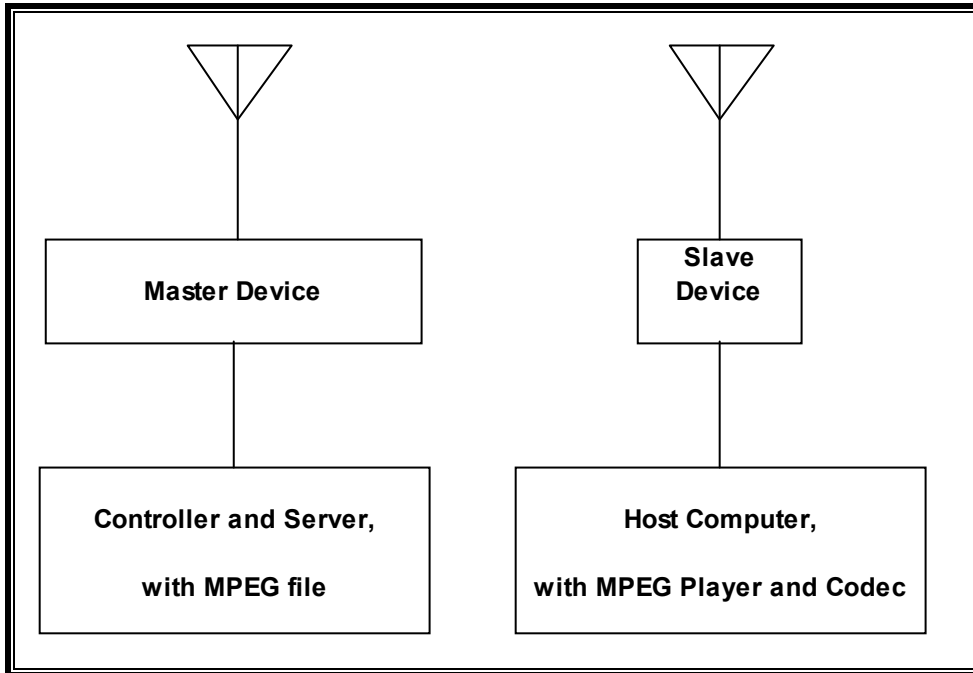 Master Device
Slave
Device
Controller and Server,
with MPEG file
Host Computer,
with MPEG Player and Codec